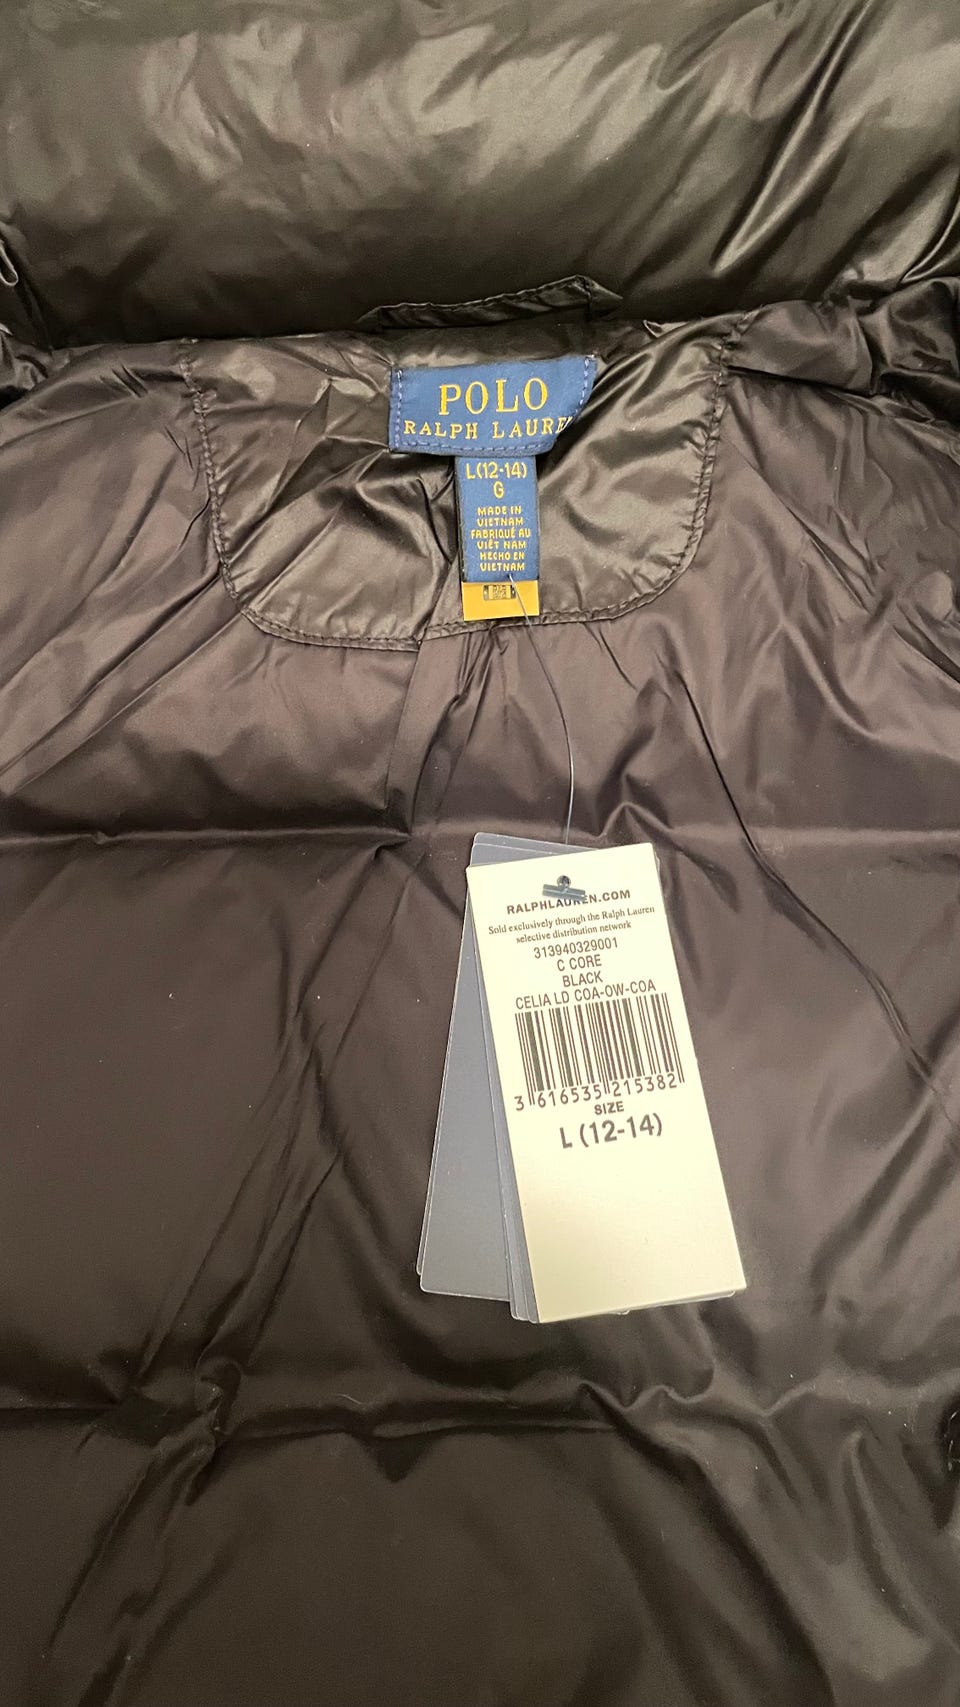 POLO
RALPH LAUREN
L(12-14)
G
MADE IN
VIETNAM
FABRIQUÉ AU
VIÊT NAM
HECHO EN
VIETNAM
RALPHLAUREN.COM
Sold exclusively through the Ralph Lauren
selective distribution network
313940329001
C CORE
BLACK
CELIA LD COA-OW-COA
3 616535 215382
SIZE
L (12-14)